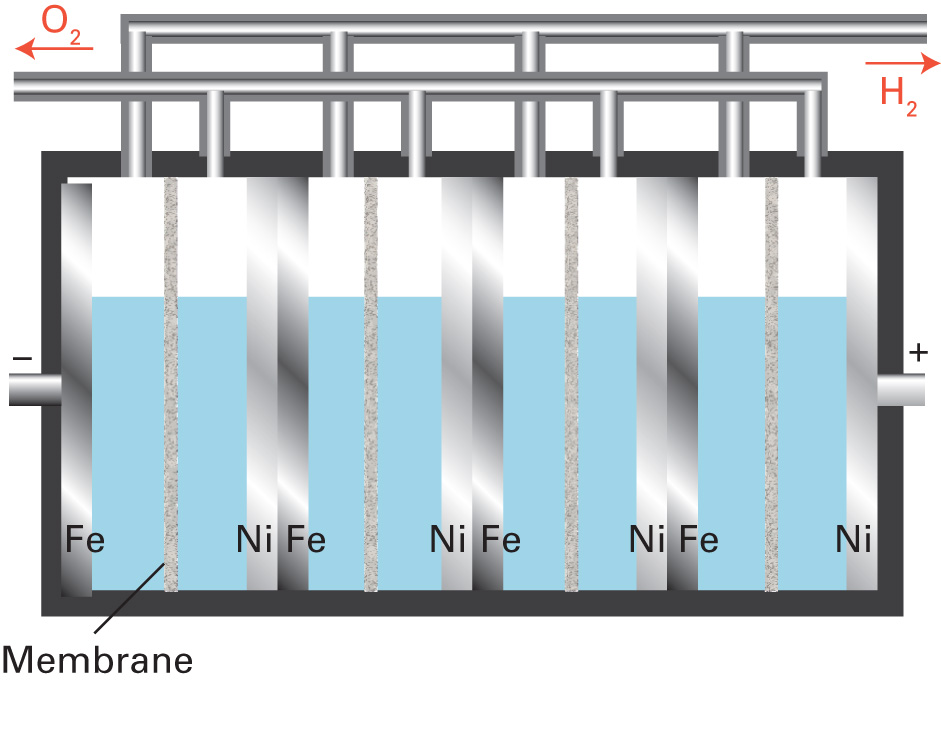 O₂
H₂
− +
Fe Ni Fe Ni Fe Ni Fe Ni
Membrane